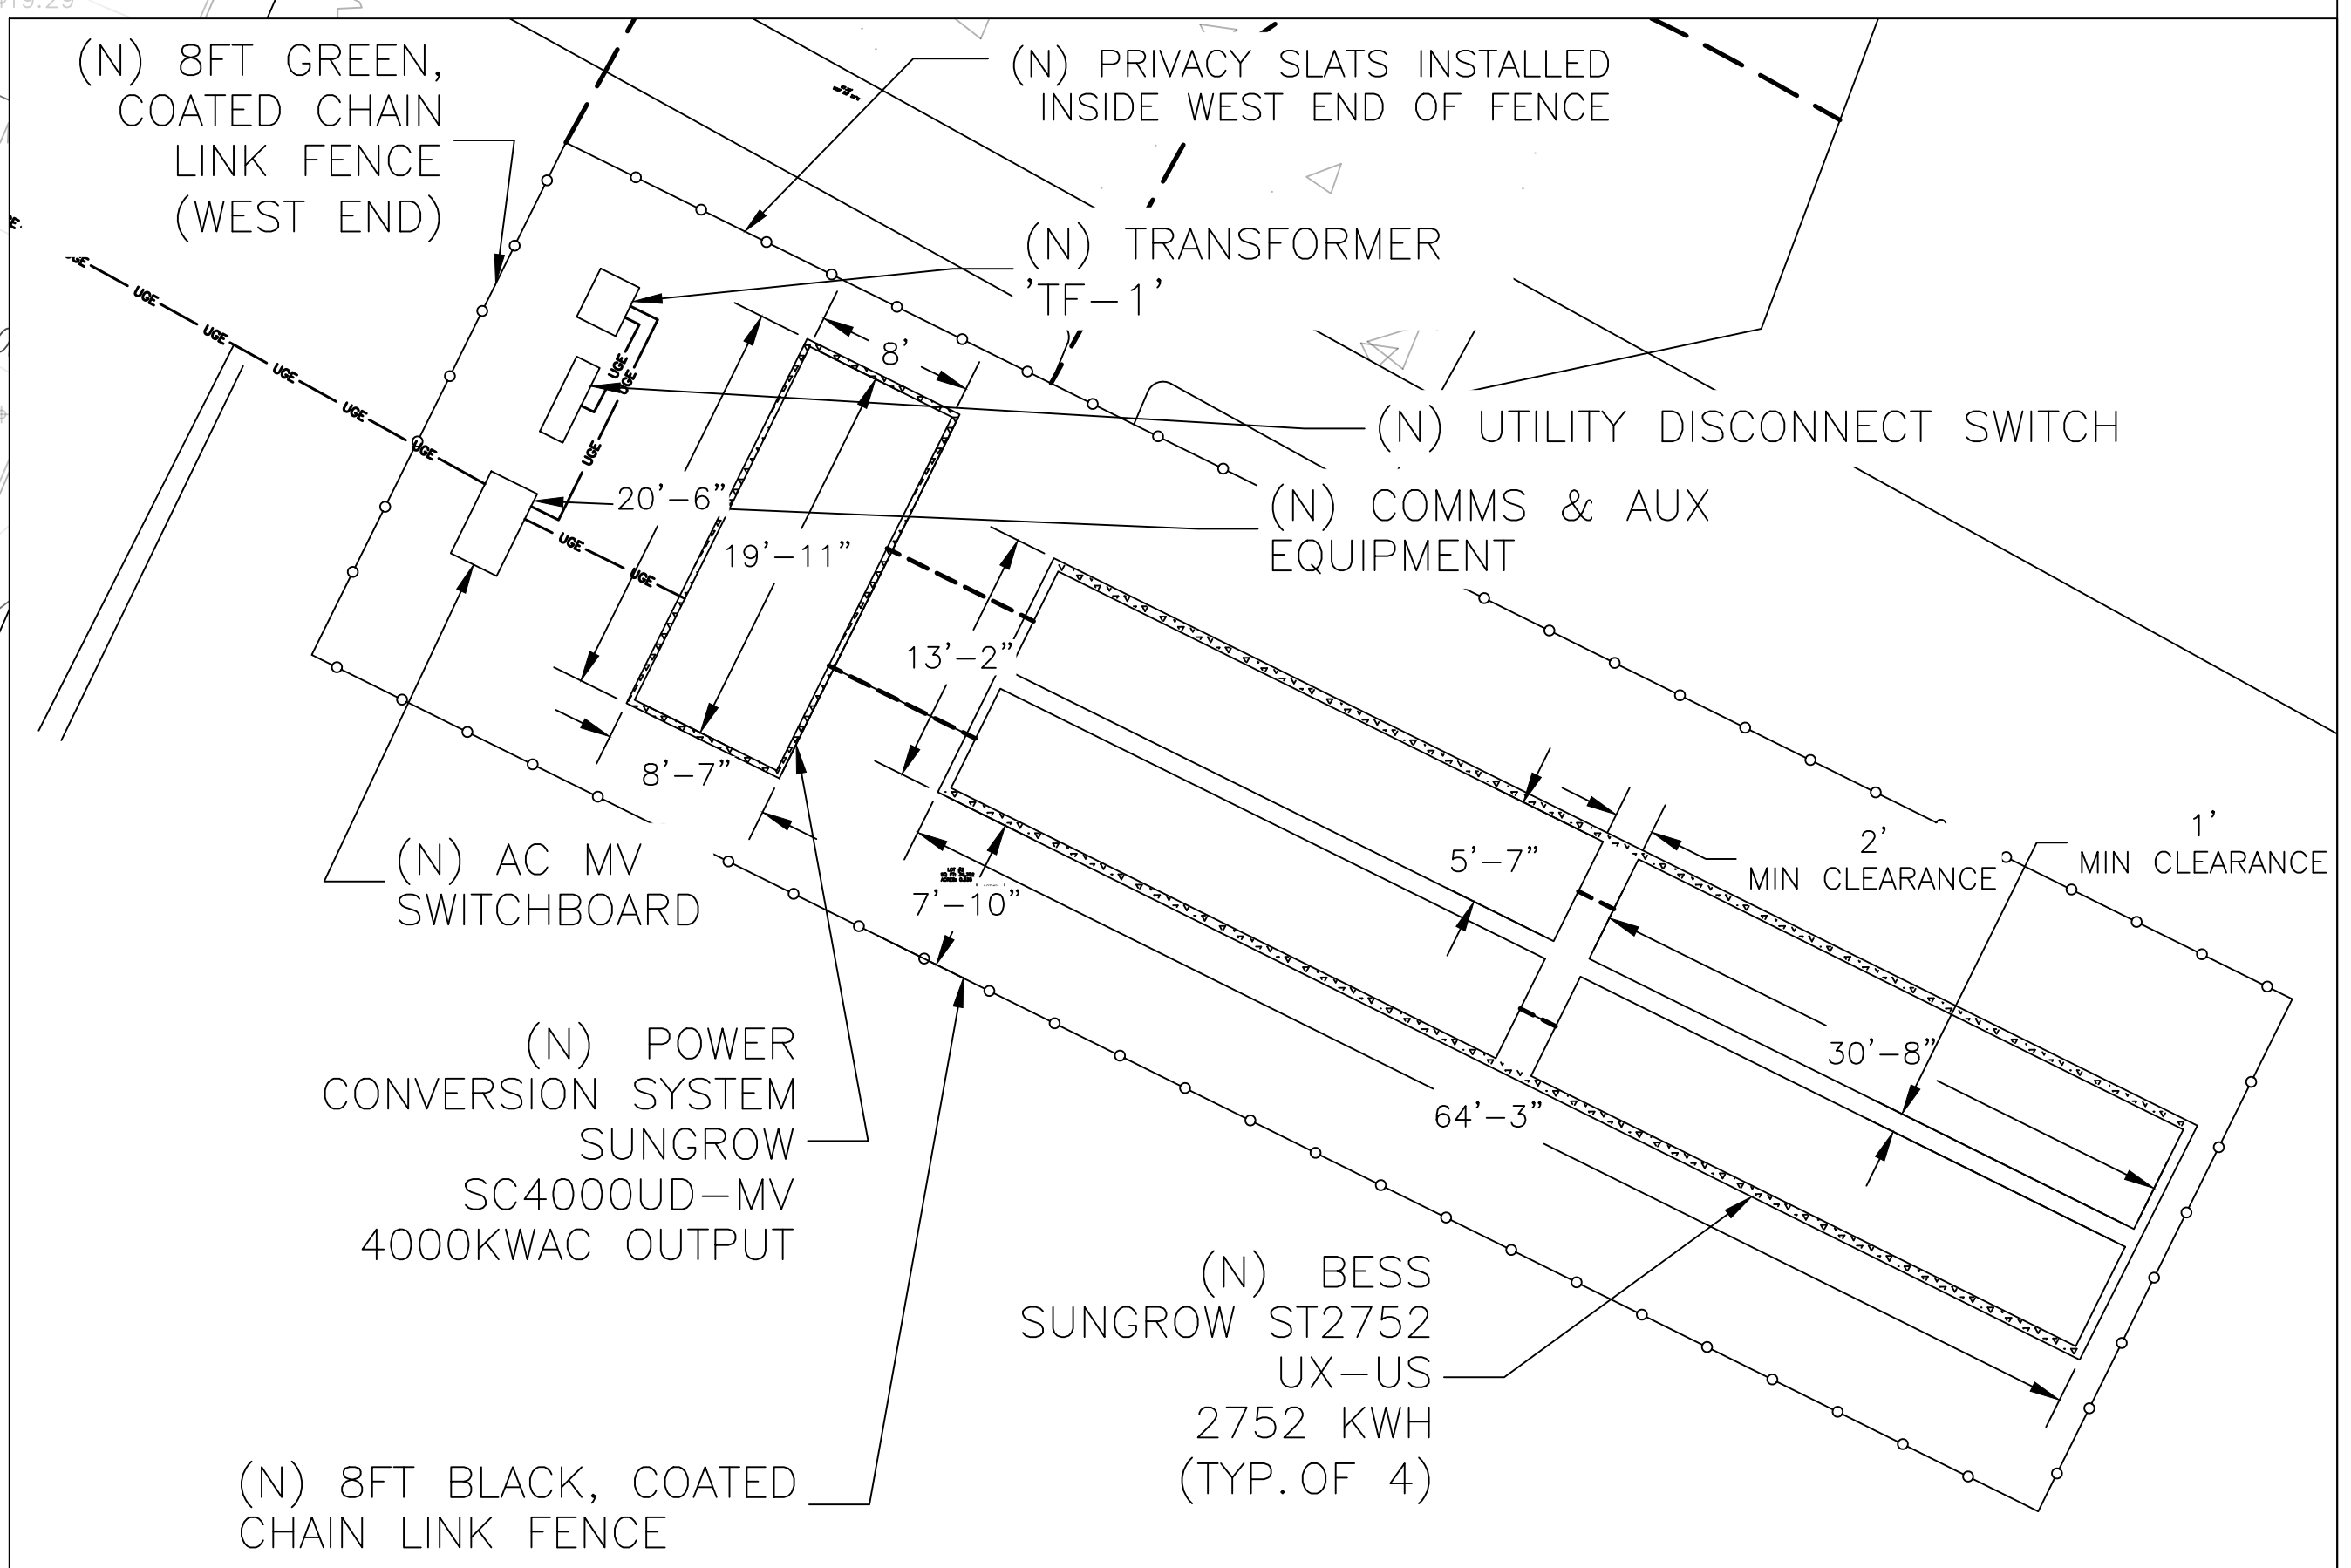 (N) 8FT GREEN,
COATED CHAIN
LINK FENCE
(WEST END)
(N) PRIVACY SLATS INSTALLED
INSIDE WEST END OF FENCE
(N) TRANSFORMER
'TF-1'
(N) UTILITY DISCONNECT SWITCH
(N) COMMS & AUX
EQUIPMENT
UGE
UGE
UGE
UGE
UGE
UGE
UGE
UGE
UGE
UGE
UGE
8'
20'-6"
19'-11"
13'-2"
8'-7"
5'-7"
2'
MIN CLEARANCE
1'
MIN CLEARANCE
7'-10"
30'-8"
64'-3"
(N) AC MV
SWITCHBOARD
(N) POWER
CONVERSION SYSTEM
SUNGROW
SC4000UD-MV
4000KWAC OUTPUT
(N) BESS
SUNGROW ST2752
UX-US
2752 KWH
(TYP. OF 4)
(N) 8FT BLACK, COATED
CHAIN LINK FENCE